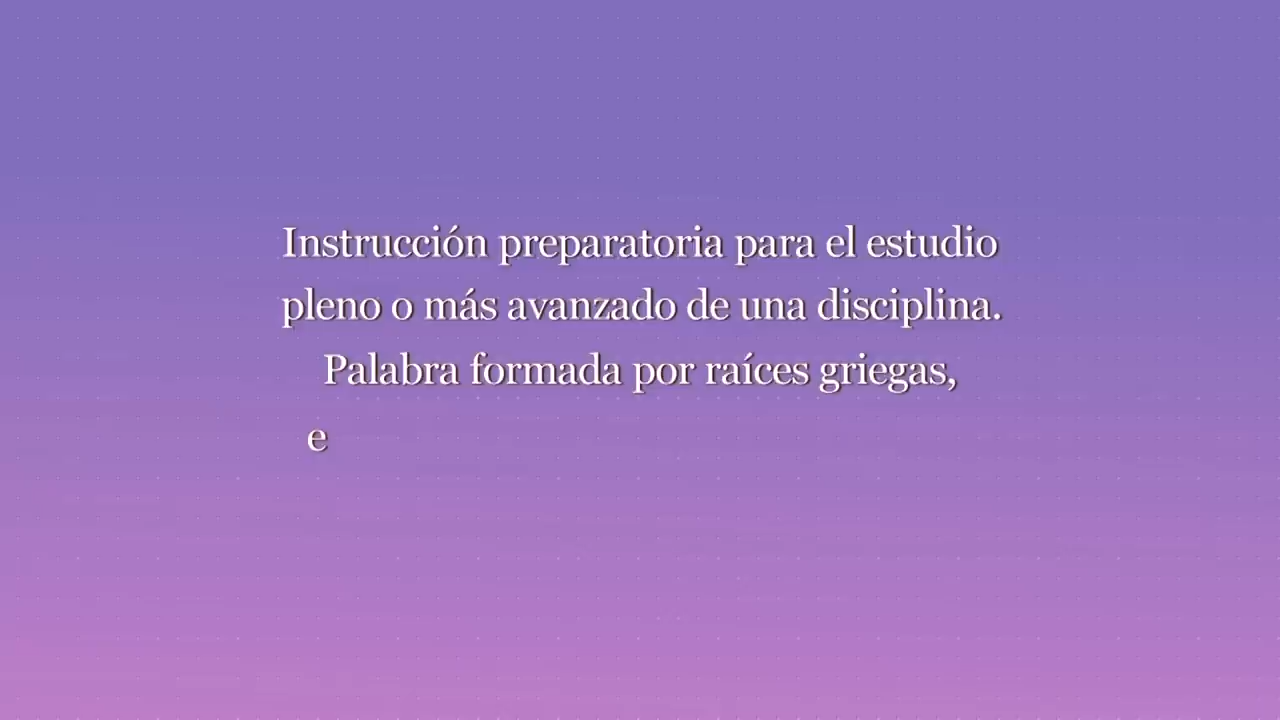 Instrucción preparatoria para el estudio
pleno o más avanzado de una disciplina.
Palabra formada por raíces griegas,
e